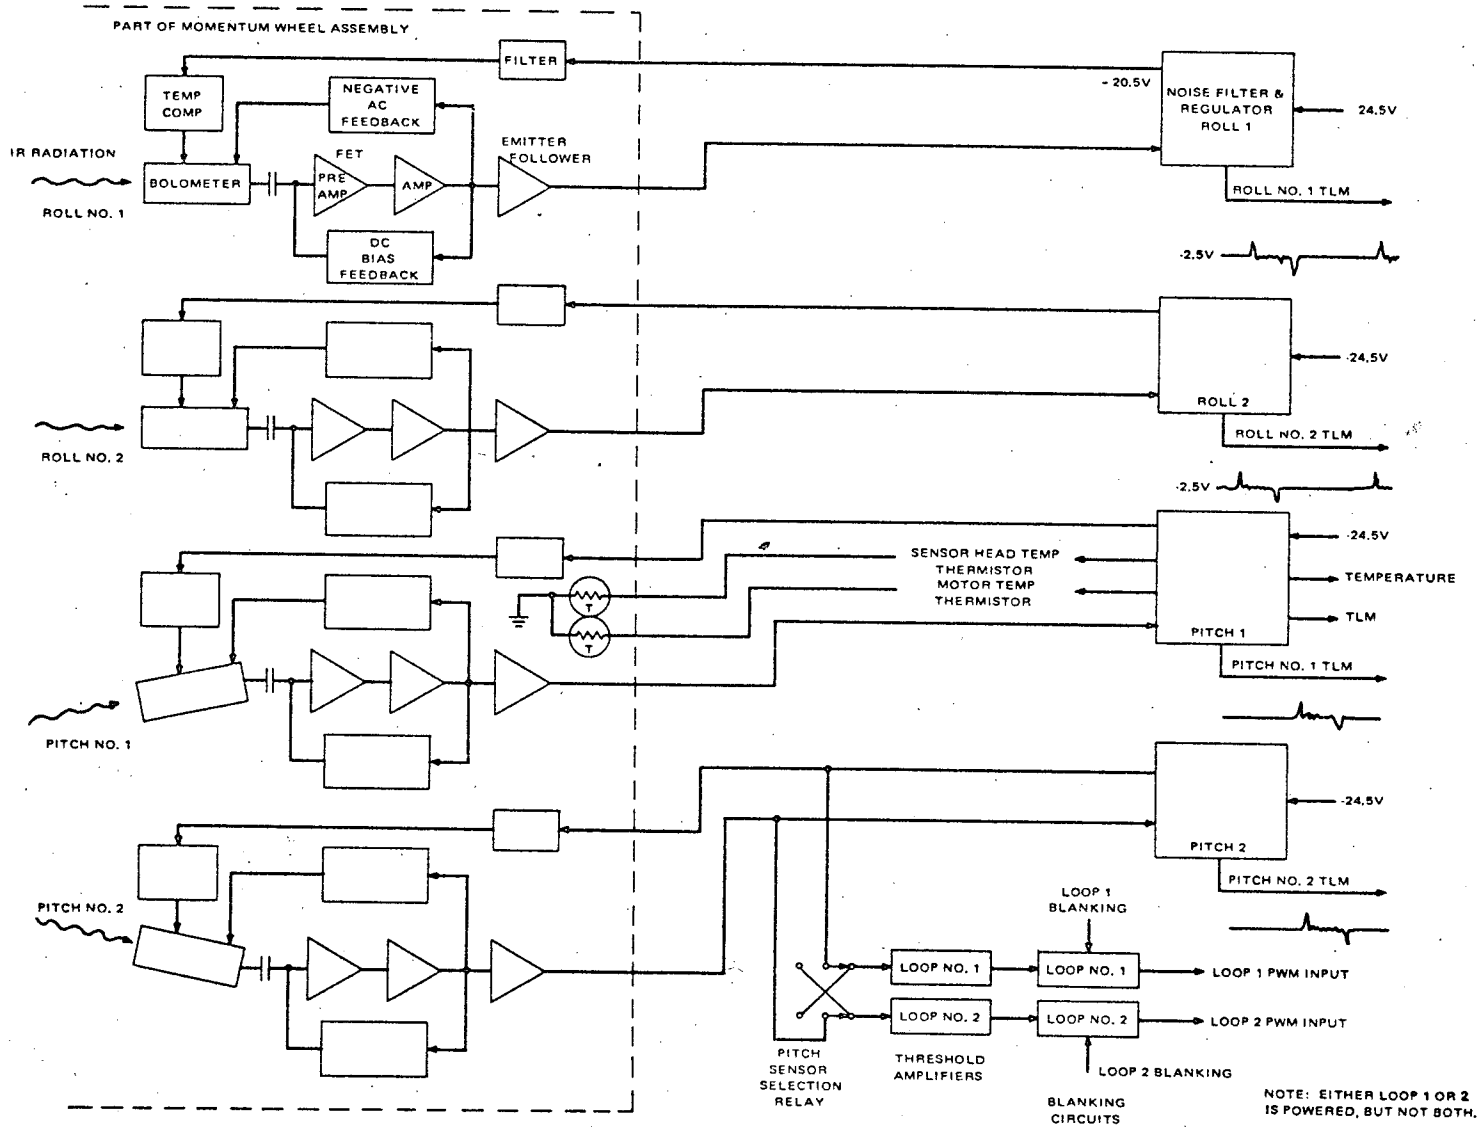 PART OF MOMENTUM WHEEL ASSEMBLY
FILTER
- 20.5V
NOISE FILTER &
REGULATOR
ROLL 1
24.5V
TEMP
COMP
NEGATIVE
AC
FEEDBACK
IR RADIATION
BOLOMETER
ROLL NO. 1
FET
PRE
AMP
AMP
EMITTER
FOLLOWER
DC
BIAS
FEEDBACK
ROLL NO. 1 TLM
-2.5V
-24.5V
ROLL 2
ROLL NO. 2
ROLL NO. 2 TLM
-2.5V
-24.5V
SENSOR HEAD TEMP
THERMISTOR
MOTOR TEMP
THERMISTOR
TEMPERATURE
TLM
T
T
PITCH 1
PITCH NO. 1 TLM
PITCH NO. 1
-24.5V
PITCH 2
PITCH NO. 2 TLM
PITCH NO. 2
LOOP 1
BLANKING
LOOP NO. 1
LOOP NO. 1
LOOP 1 PWM INPUT
LOOP NO. 2
LOOP NO. 2
LOOP 2 PWM INPUT
PITCH
SENSOR
SELECTION
RELAY
THRESHOLD
AMPLIFIERS
LOOP 2 BLANKING
BLANKING
CIRCUITS
NOTE: EITHER LOOP 1 OR 2
IS POWERED, BUT NOT BOTH.